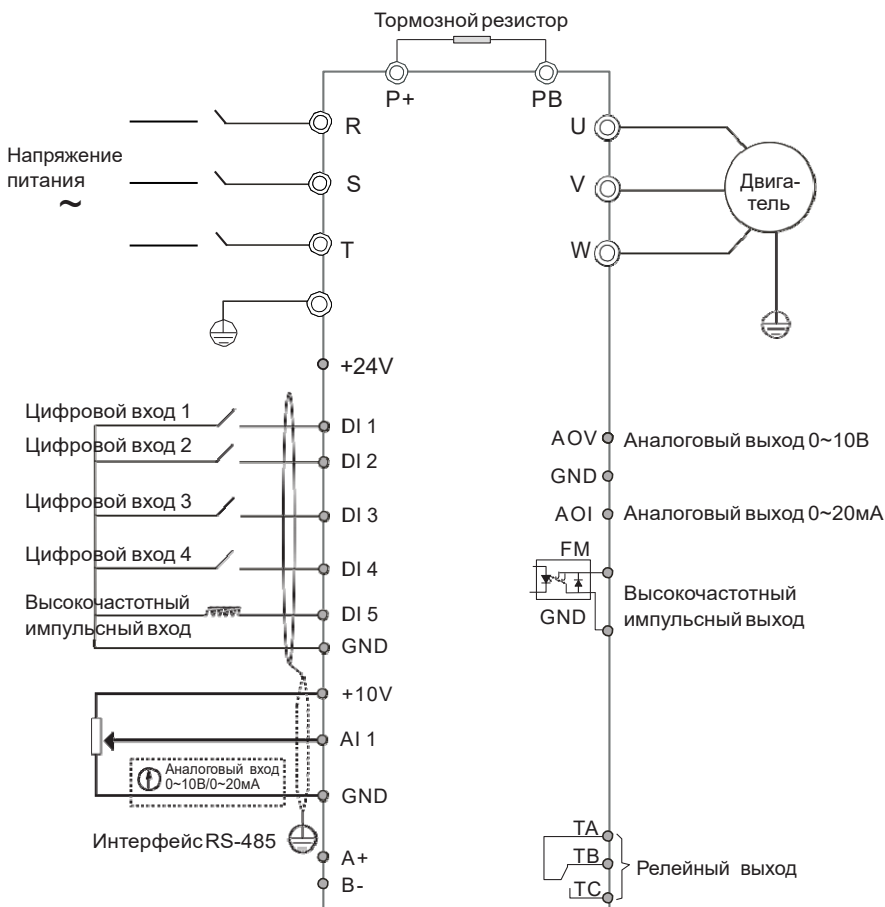 Тормозной резистор
P+
PB
R
U
Напряжение
питания
~
S
V
Двига-
тель
T
W
+24V
Цифровой вход 1
DI 1
Цифровой вход 2
DI 2
Цифровой вход 3
DI 3
Цифровой вход 4
DI 4
Высокочастотный
импульсный вход
DI 5
GND
+10V
AI 1
Аналоговый вход
0~10В/0~20мА
GND
Интерфейс RS-485
A+
B-
AOV
Аналоговый выход 0~10В
GND
AOI
Аналоговый выход 0~20мА
FM
GND
Высокочастотный
импульсный выход
TA
TB
TC
Релейный выход